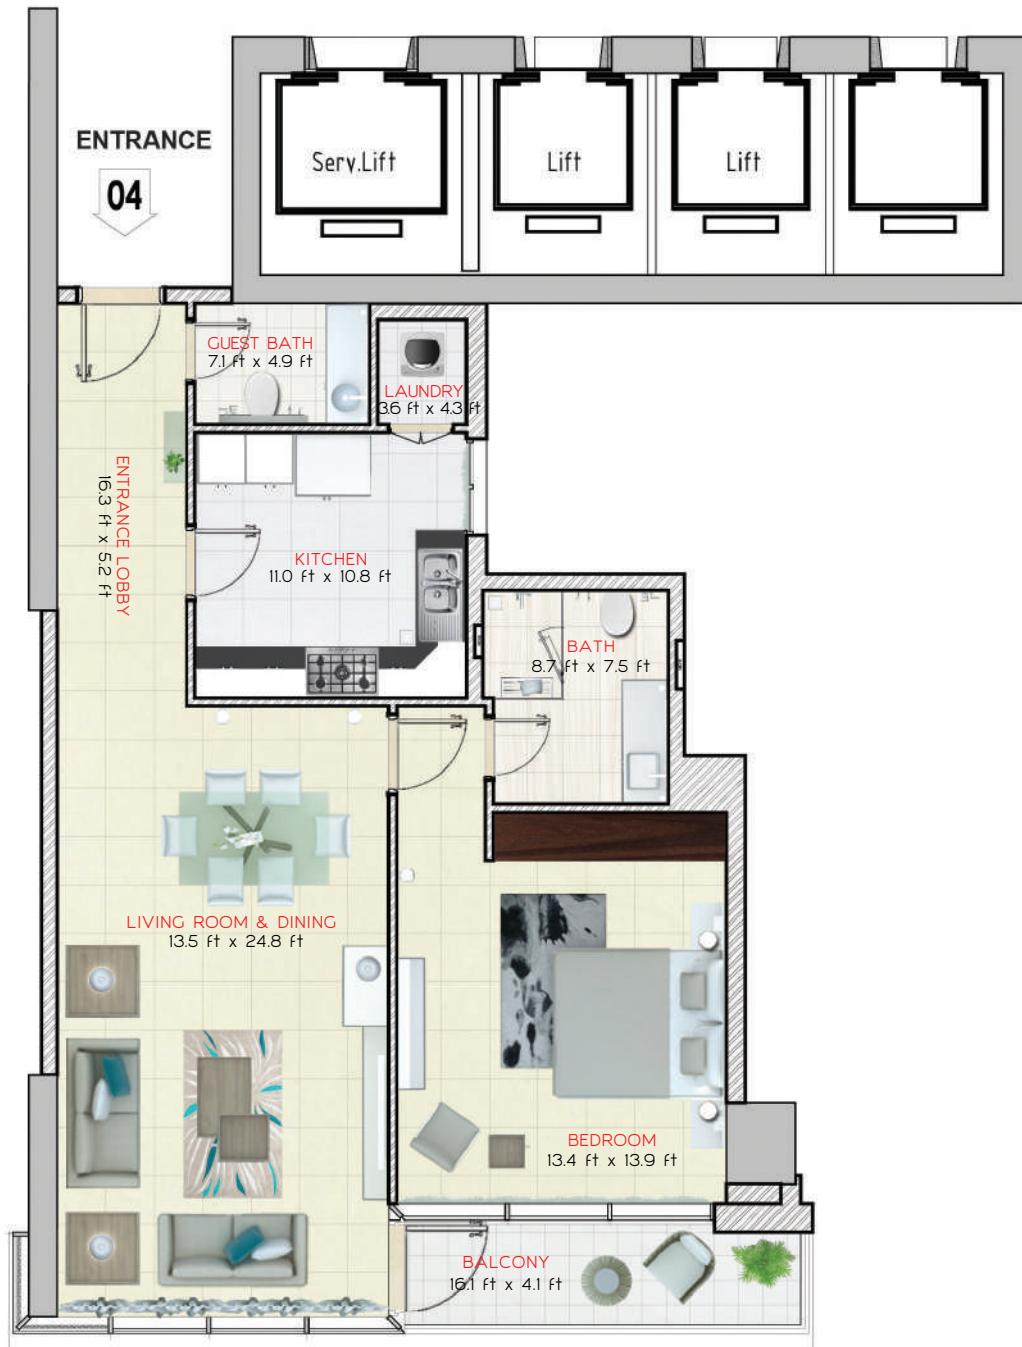 ENTRANCE
04
Serv.Lift
Lift
Lift
GUEST BATH
7.1 ft x 4.9 ft
LAUNDRY
3.6 ft x 4.3 ft
ENTRANCE LOBBY
16.3 ft x 5.2 ft
KITCHEN
11.0 ft x 10.8 ft
BATH
8.7 ft x 7.5 ft
LIVING ROOM & DINING
13.5 ft x 24.8 ft
BEDROOM
13.4 ft x 13.9 ft
BALCONY
16.1 ft x 4.1 ft